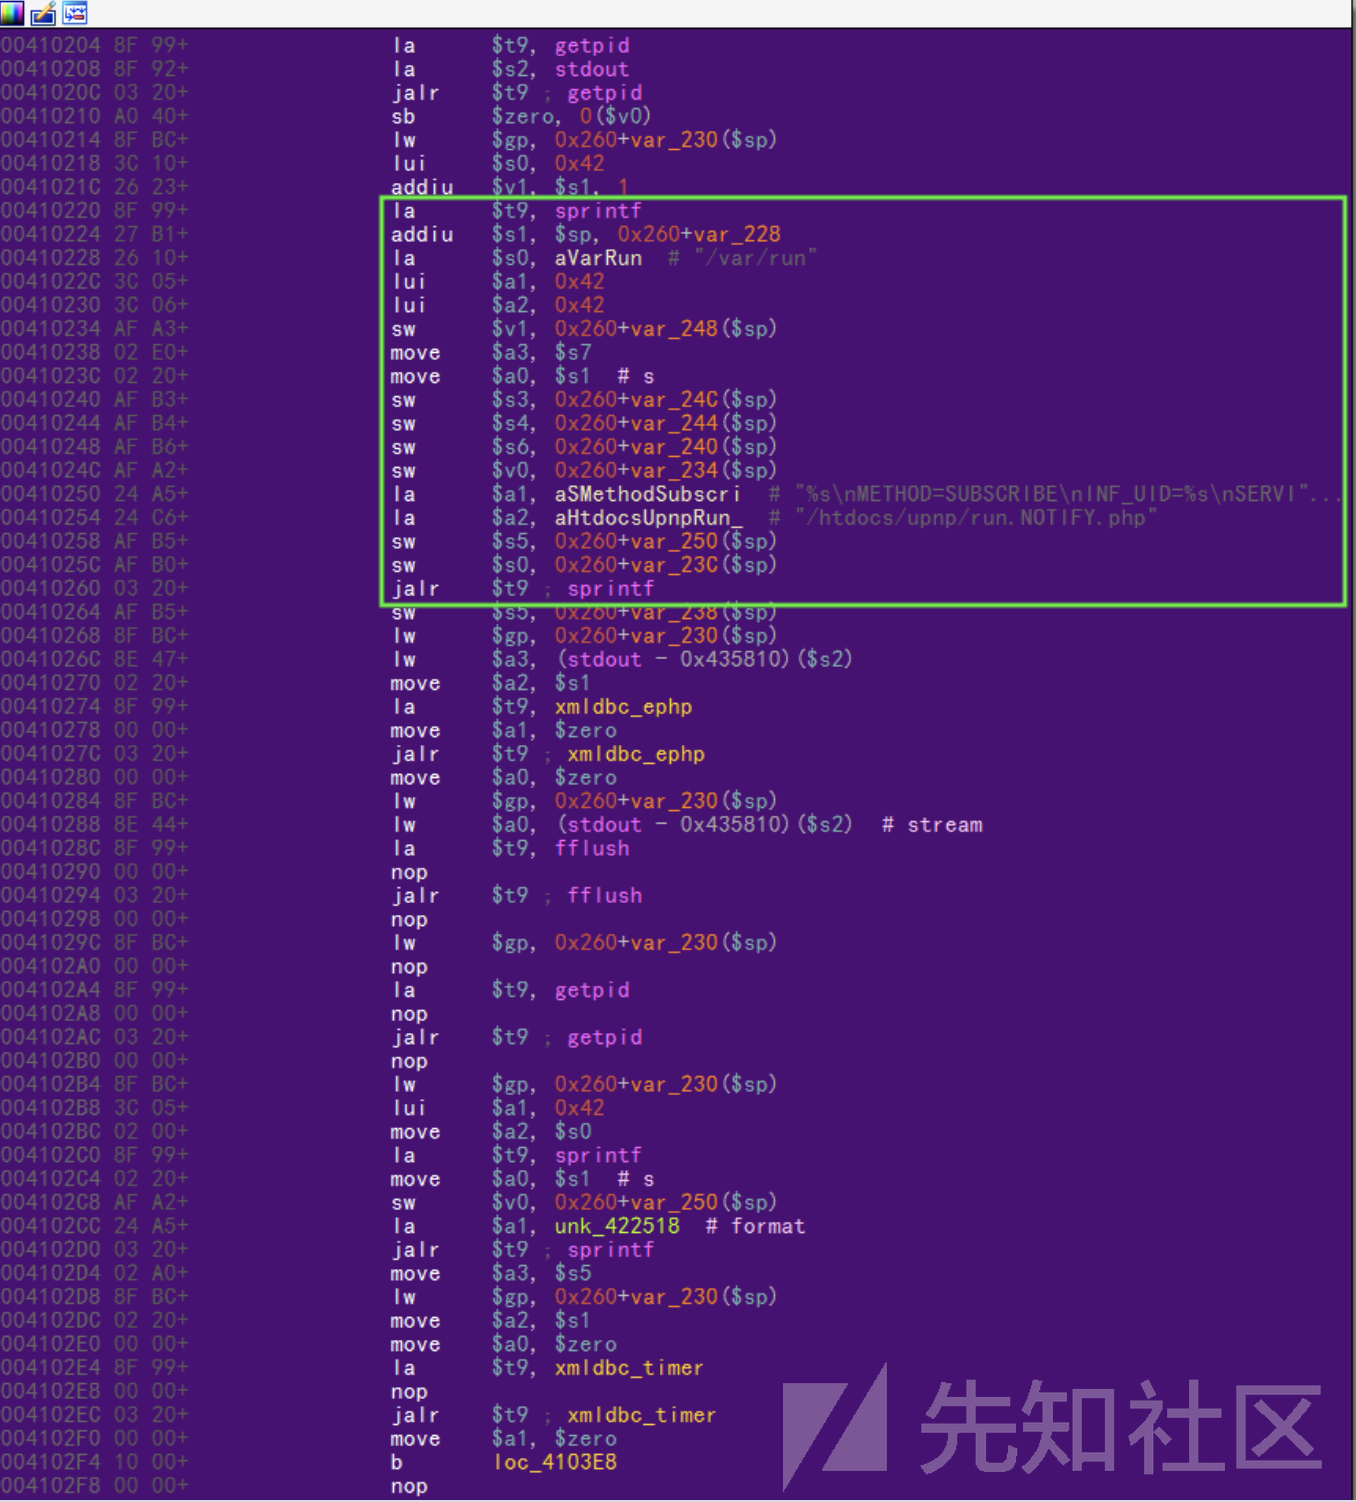 00410204 8F 99+ la $t9, getpid
00410208 8F 92+ la $s2, stdout
0041020C 03 20+ jalr $t9 ; getpid
00410210 A0 40+ sb $zero, 0($v0)
00410214 8F BC+ lw $gp, 0x260+var_230($sp)
00410218 3C 10+ lui $s0, 0x42
0041021C 26 23+ addiu $v1, $s1, 1
00410220 8F 99+ la $t9, sprintf
00410224 27 B1+ addiu $s1, $sp, 0x260+var_228
00410228 26 10+ la $s0, aVarRun # "/var/run"
0041022C 3C 05+ lui $a1, 0x42
00410230 3C 06+ lui $a2, 0x42
00410234 AF A3+ sw $v1, 0x260+var_248($sp)
00410238 02 E0+ move $a3, $s7
0041023C 02 20+ move $a0, $s1 # s
00410240 AF B3+ sw $s3, 0x260+var_24C($sp)
00410244 AF B4+ sw $s4, 0x260+var_244($sp)
00410248 AF B6+ sw $s6, 0x260+var_240($sp)
0041024C AF A2+ sw $v0, 0x260+var_234($sp)
00410250 24 A5+ la $a1, aSMethodSubscri # "%s\nMETHOD=SUBSCRIBE\nINF_UID=%s\nSERVI"...
00410254 24 C6+ la $a2, aHtdocsUpnpRun_ # "/htdocs/upnp/run.NOTIFY.php"
00410258 AF B5+ sw $s5, 0x260+var_250($sp)
0041025C AF B0+ sw $s0, 0x260+var_23C($sp)
00410260 03 20+ jalr $t9 ; sprintf
00410264 AF B5+ sw $s5, 0x260+var_238($sp)
00410268 8F BC+ lw $gp, 0x260+var_230($sp)
0041026C 8E 47+ lw $a3, (stdout - 0x435810)($s2)
00410270 02 20+ move $a2, $s1
00410274 8F 99+ la $t9, xmldbc_ephp
00410278 00 00+ move $a1, $zero
0041027C 03 20+ jalr $t9 ; xmldbc_ephp
00410280 00 00+ move $a0, $zero
00410284 8F BC+ lw $gp, 0x260+var_230($sp)
00410288 8E 44+ lw $a0, (stdout - 0x435810)($s2) # stream
0041028C 8F 99+ la $t9, fflush
00410290 00 00+ nop
00410294 03 20+ jalr $t9 ; fflush
00410298 00 00+ nop
0041029C 8F BC+ lw $gp, 0x260+var_230($sp)
004102A0 00 00+ nop
004102A4 8F 99+ la $t9, getpid
004102A8 00 00+ nop
004102AC 03 20+ jalr $t9 ; getpid
004102B0 00 00+ nop
004102B4 8F BC+ lw $gp, 0x260+var_230($sp)
004102B8 3C 05+ lui $a1, 0x42
004102BC 02 00+ move $a2, $s0
004102C0 8F 99+ la $t9, sprintf
004102C4 02 20+ move $a0, $s1 # s
004102C8 AF A2+ sw $v0, 0x260+var_250($sp)
004102CC 24 A5+ la $a1, unk_422518 # format
004102D0 03 20+ jalr $t9 ; sprintf
004102D4 02 A0+ move $a3, $s5
004102D8 8F BC+ lw $gp, 0x260+var_230($sp)
004102DC 02 20+ move $a2, $s1
004102E0 00 00+ move $a0, $zero
004102E4 8F 99+ la $t9, xmldbc_timer
004102E8 00 00+ nop
004102EC 03 20+ jalr $t9 ; xmldbc_timer
004102F0 00 00+ move $a1, $zero
004102F4 10 00+ b loc_4103E8
004102F8 00 00+ nop
先知社区